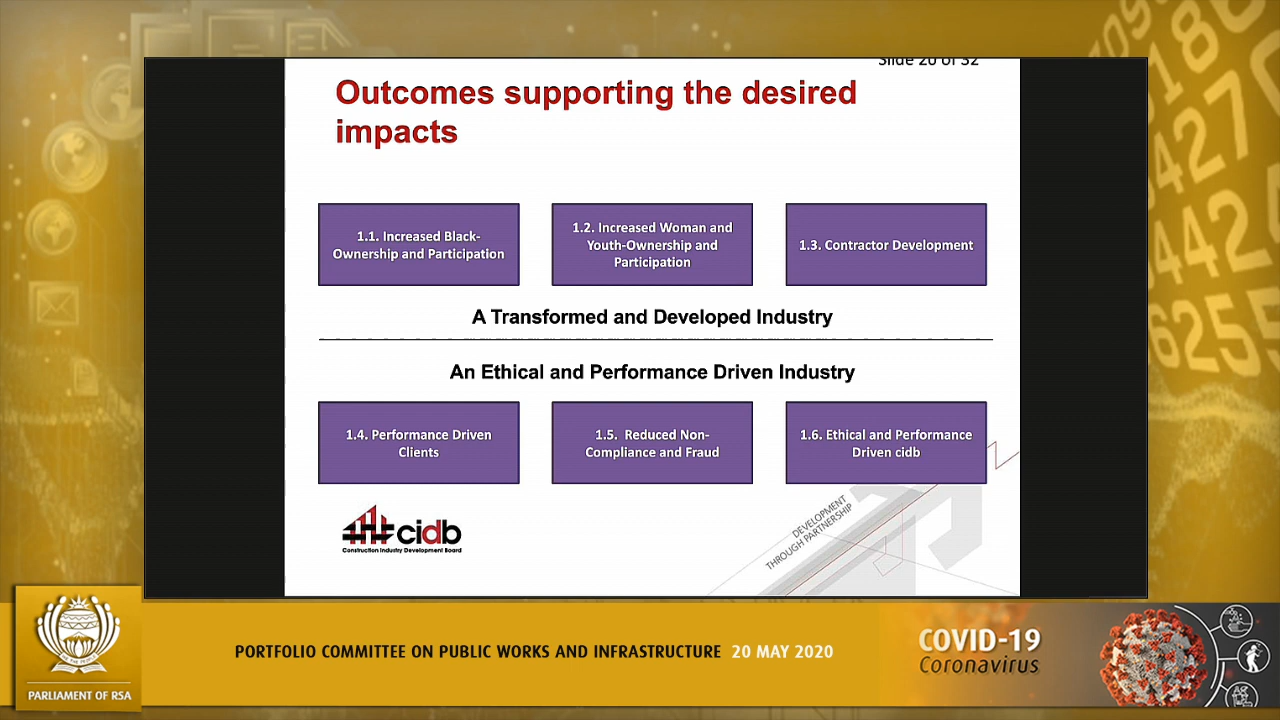 Slide 20 of 32
Outcomes supporting the desired
impacts
1.1. Increased Black-
Ownership and Participation
1.2. Increased Woman and
Youth-Ownership and
Participation
1.3. Contractor Development
A Transformed and Developed Industry
An Ethical and Performance Driven Industry
1.4. Performance Driven
Clients
1.5. Reduced Non-
Compliance and Fraud
1.6. Ethical and Performance
Driven cidb
cidb
Construction Industry Development Board
DEVELOPMENT
THROUGH PARTNERSHIP
PARLIAMENT OF RSA
PORTFOLIO COMMITTEE ON PUBLIC WORKS AND INFRASTRUCTURE 20 MAY 2020
COVID-19
Coronavirus